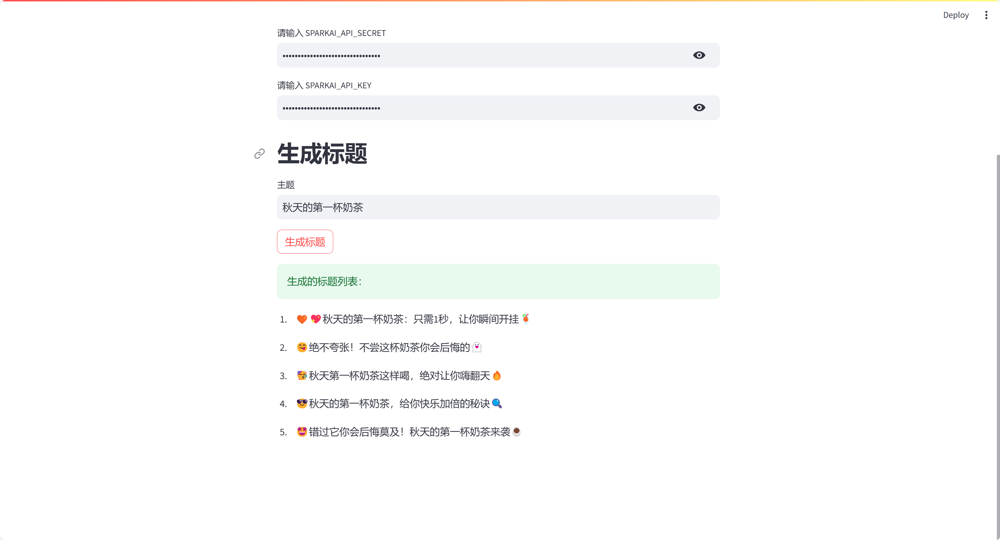 Deploy
请输入 SPARKAI_API_SECRET
••••••••••••••••••••••••••••••••
请输入 SPARKAI_API_KEY
••••••••••••••••••••••••••••••••
生成标题
主题
秋天的第一杯奶茶
生成标题
生成的标题列表：
1. 🧡 💖秋天的第一杯奶茶：只需1秒，让你瞬间开挂🍹
2. 😋绝不夸张！不尝这杯奶茶你会后悔的👻
3. 🥳秋天第一杯奶茶这样喝，绝对让你嗨翻天🔥
4. 😎秋天的第一杯奶茶，给你快乐加倍的秘诀🔍
5. 🤩错过它你会后悔莫及！秋天的第一杯奶茶来袭☕